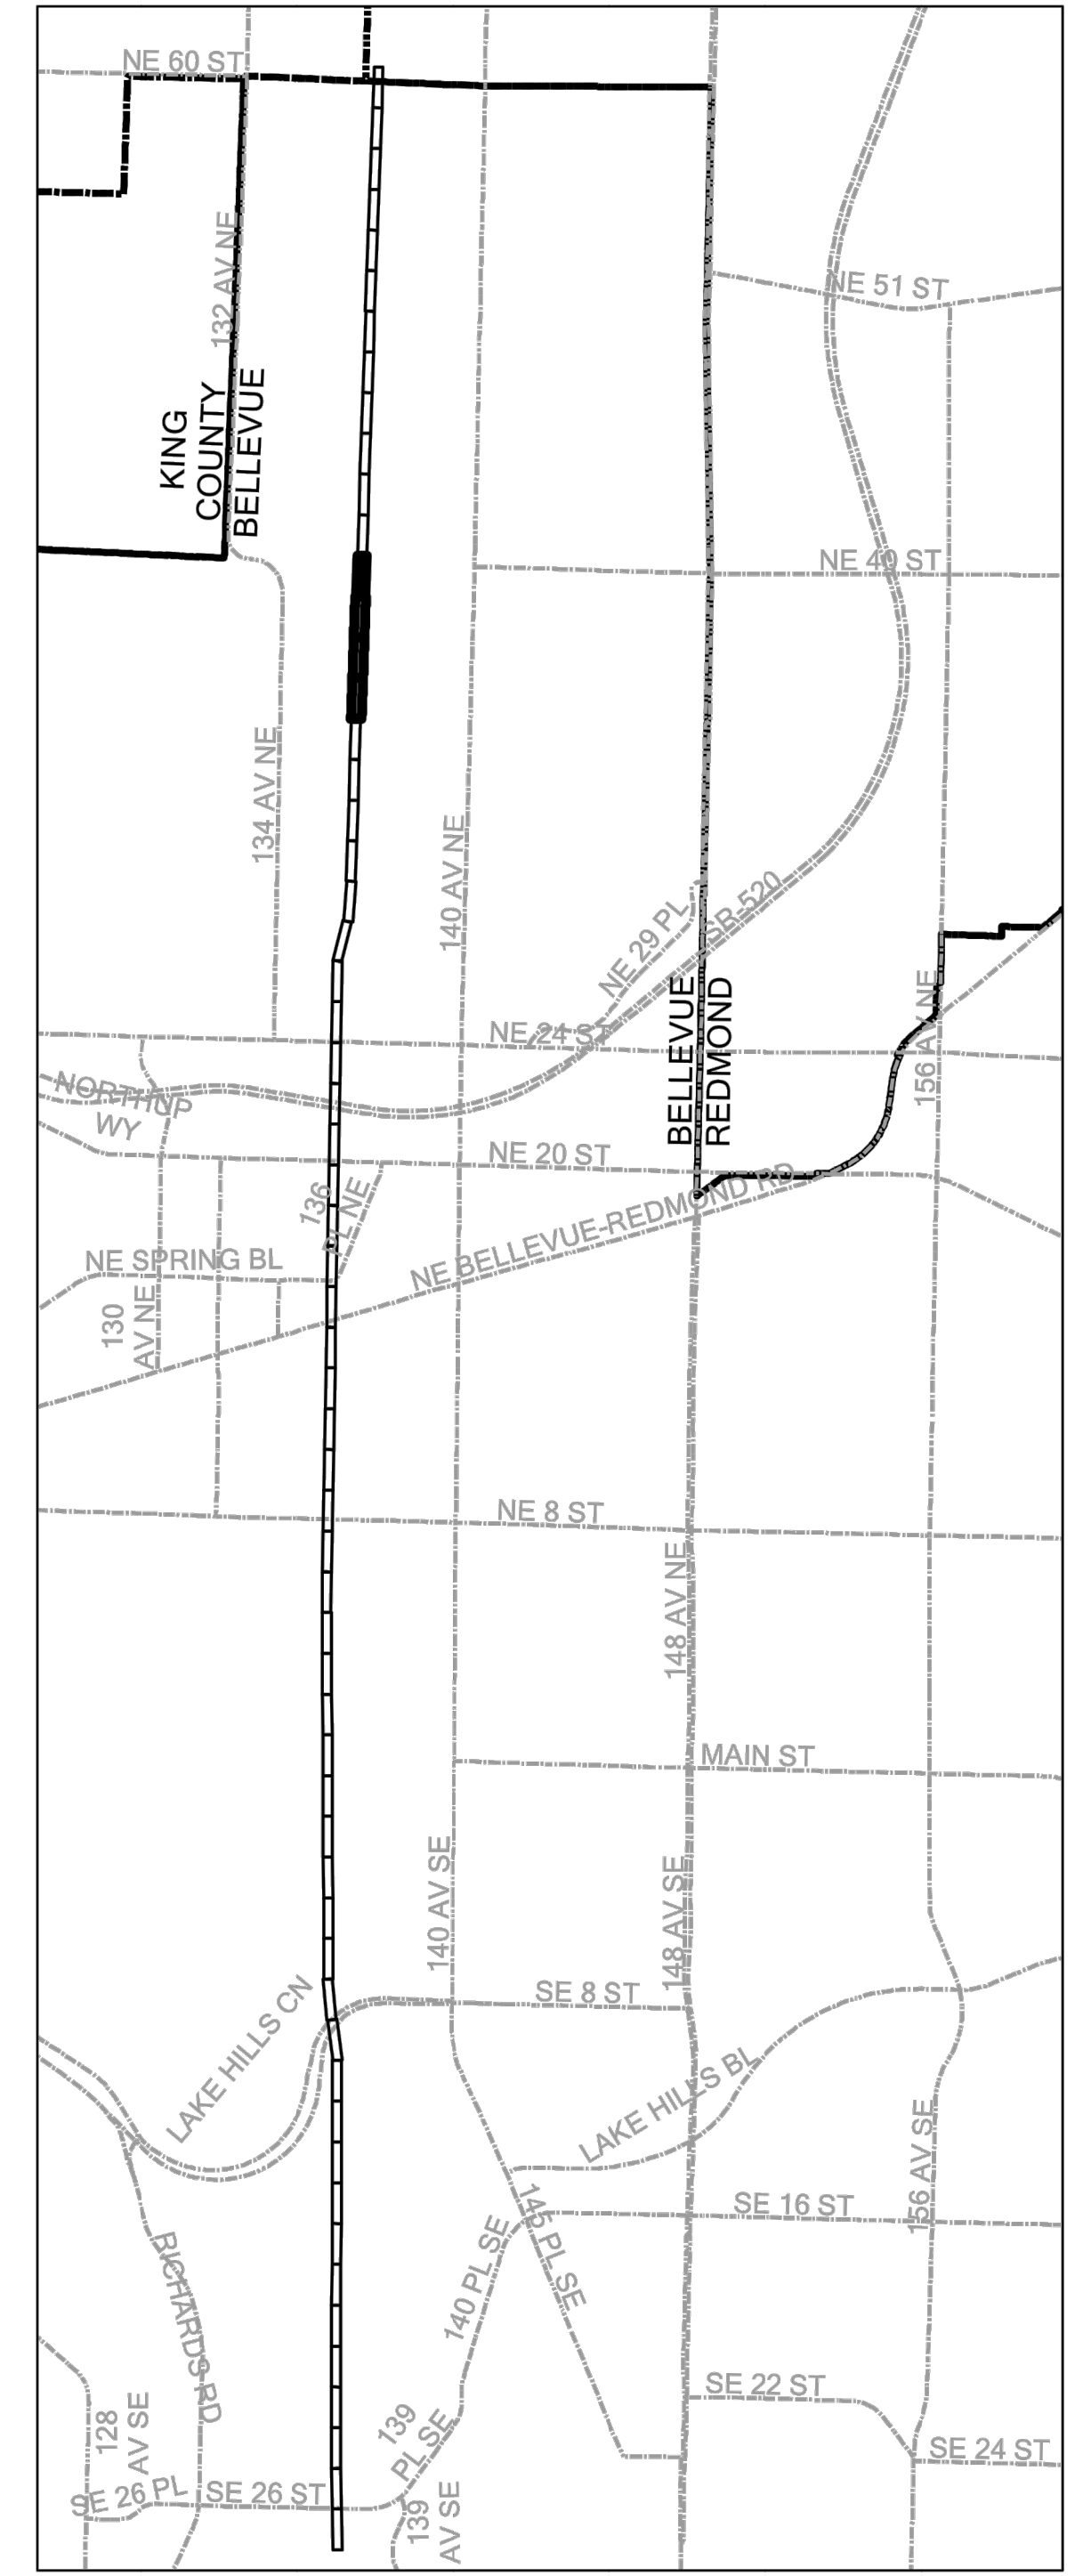 NE 60 ST
132 AV NE
NE 51 ST
KING
COUNTY
BELLEVUE
NE 40 ST
134 AV NE
140 AV NE
NE 29 PL
SR-520
BELLEVUE
REDMOND
156 AV NE
NE 24 ST
NORTHUP
WY
NE 20 ST
136
PL NE
NE BELLEVUE-REDMOND RD
NE SPRING BL
130
AV NE
NE 8 ST
148 AV NE
MAIN ST
140 AV SE
148 AV SE
SE 8 ST
LAKE HILLS CN
LAKE HILLS BL
156 AV SE
SE 16 ST
145 PL SE
140 PL SE
RICHARDS RD
SE 22 ST
128
AV SE
139
PL SE
SE 24 ST
SE 26 PL
SE 26 ST
139
AV SE